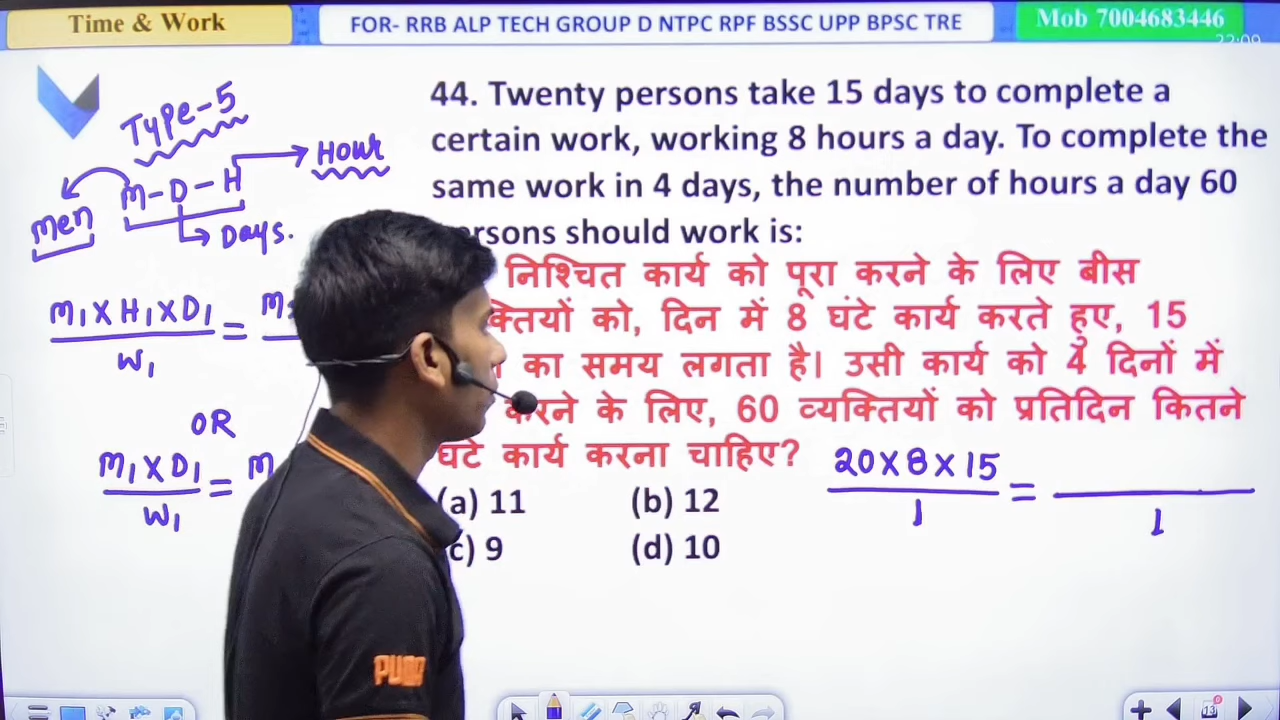 Time & Work
FOR- RRB ALP TECH GROUP D NTPC RPF BSSC UPP BPSC TRE
Mob 7004683446
22:09
Type-5
M-D-H
Hour
Men
Days.
M₁ X H₁ X D₁ / W₁ =
OR
M₁ X D₁ / W₁ = M
44. Twenty persons take 15 days to complete a
certain work, working 8 hours a day. To complete the
same work in 4 days, the number of hours a day 60
should work is:
निश्चित कार्य को पूरा करने के लिए बीस
को, दिन में 8 घंटे कार्य करते हुए, 15
का समय लगता है। उसी कार्य को 4 दिनों में
करने के लिए, 60 व्यक्तियों को प्रतिदिन कितने
घंटे कार्य करना चाहिए?
(a) 11 (b) 12
c) 9 (d) 10
20 X 8 X 15 / 1 = / 1
PUMA
13